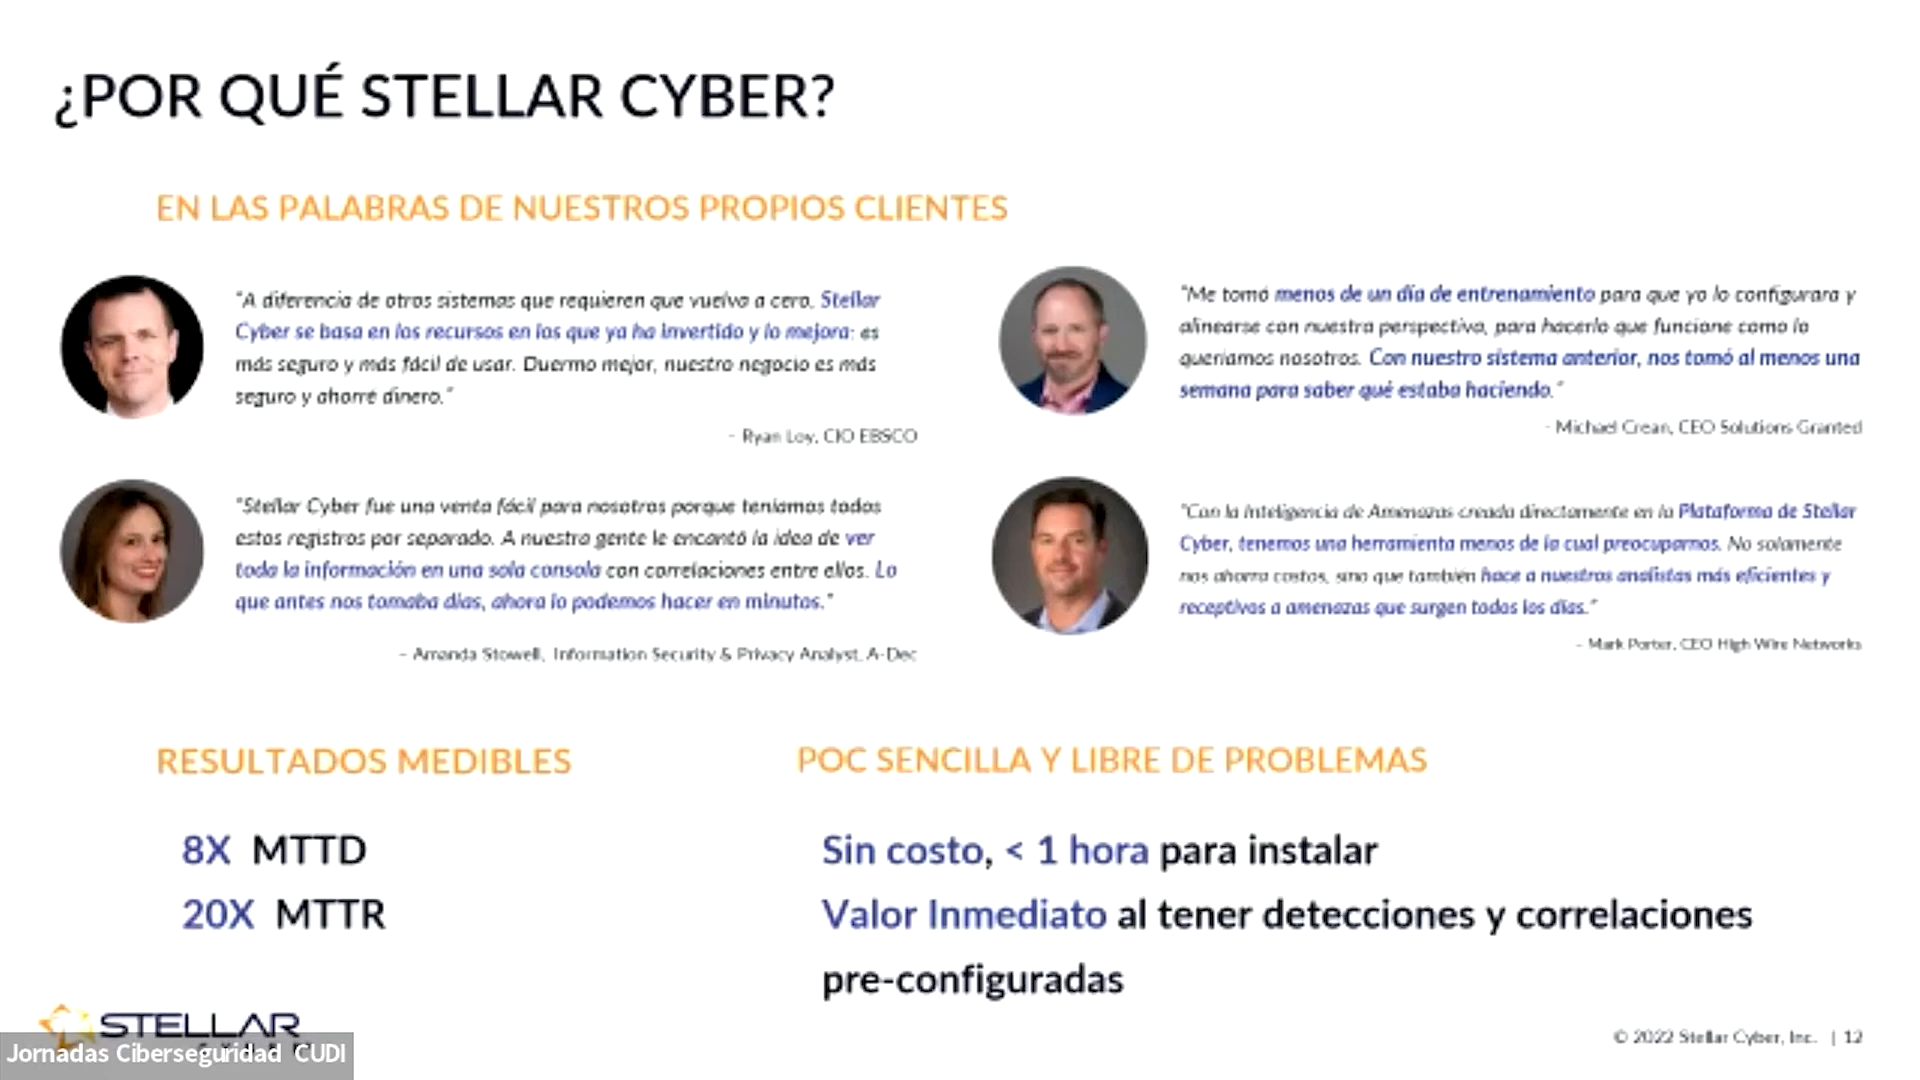 ¿POR QUÉ STELLAR CYBER?
EN LAS PALABRAS DE NUESTROS PROPIOS CLIENTES
"A diferencia de otros sistemas que requieren que vuelva a cero, Stellar
Cyber se basa en los recursos en los que ya ha invertido y lo mejora: es
más seguro y más fácil de usar. Duermo mejor, nuestro negocio es más
seguro y ahorré dinero."
- Ryan Loy, CIO EBSCO
"Me tomó menos de un día de entrenamiento para que yo lo configurara y
alinearse con nuestra perspectiva, para hacerlo que funcione como lo
queríamos nosotros. Con nuestro sistema anterior, nos tomó al menos una
semana para saber qué estaba haciendo."
- Michael Crean, CEO Solutions Granted
"Stellar Cyber fue una venta fácil para nosotros porque teníamos todos
estos registros por separado. A nuestra gente le encantó la idea de ver
toda la información en una sola consola con correlaciones entre ellos. Lo
que antes nos tomaba días, ahora lo podemos hacer en minutos."
– Amanda Stowell, Information Security & Privacy Analyst, A-Dec
"Con la Inteligencia de Amenazas creada directamente en la Plataforma de Stellar
Cyber, tenemos una herramienta menos de la cual preocuparnos. No solamente
nos ahorra costos, sino que también hace a nuestros analistas más eficientes y
receptivos a amenazas que surgen todos los días."
– Mark Porter, CEO High Wire Networks
RESULTADOS MEDIBLES
8X MTTD
20X MTTR
POC SENCILLA Y LIBRE DE PROBLEMAS
Sin costo, < 1 hora para instalar
Valor Inmediato al tener detecciones y correlaciones
pre-configuradas
STELLAR
Jornadas Ciberseguridad CUDI
© 2022 Stellar Cyber, Inc. | 12